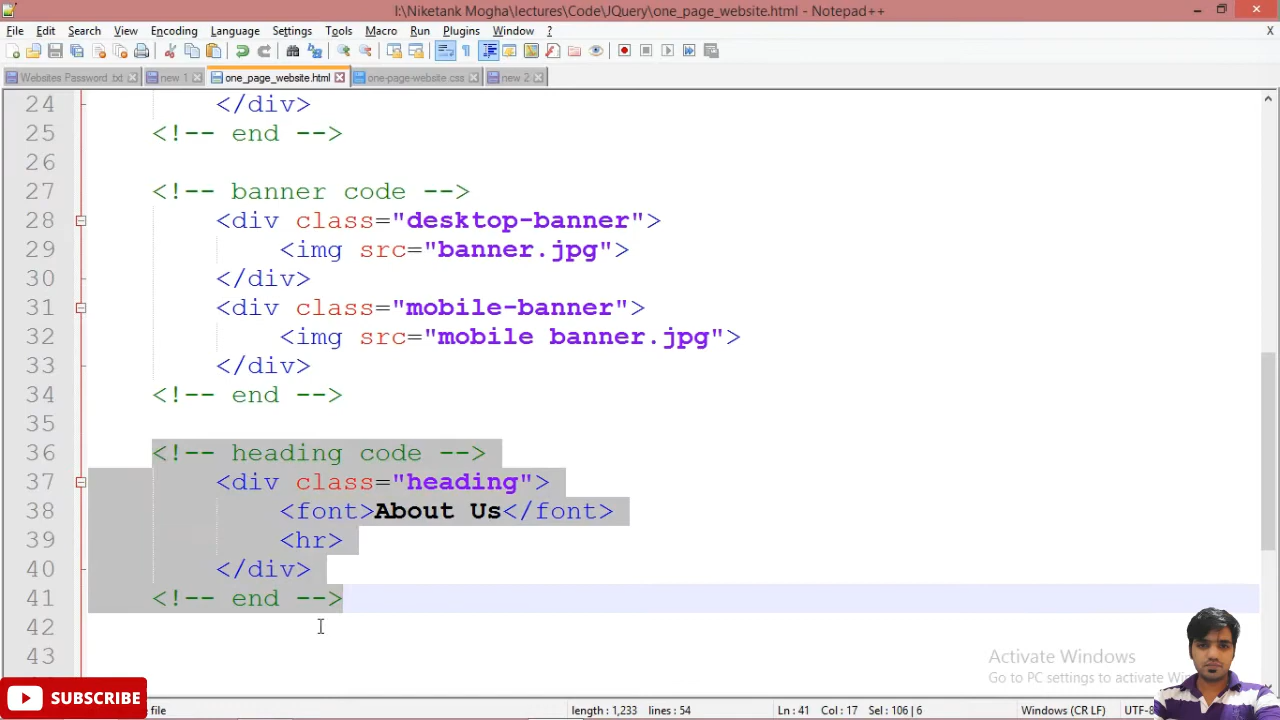 I:\Niketank Mogha\lectures\Code\JQuery\one_page_website.html - Notepad++
File Edit Search View Encoding Language Settings Tools Macro Run Plugins Window ? X
Websites Password .txt new 1 one_page_website.html one-page-website.css new 2
24 </div>
25 <!-- end -->
26
27 <!-- banner code -->
28 <div class="desktop-banner">
29 <img src="banner.jpg">
30 </div>
31 <div class="mobile-banner">
32 <img src="mobile banner.jpg">
33 </div>
34 <!-- end -->
35
36 <!-- heading code -->
37 <div class="heading">
38 <font>About Us</font>
39 <hr>
40 </div>
41 <!-- end -->
42
43
Activate Windows
Go to PC settings to activate
SUBSCRIBE
file length : 1,233 lines : 54 Ln : 41 Col : 17 Sel : 106 | 6 Windows (CR LF) UTF-8